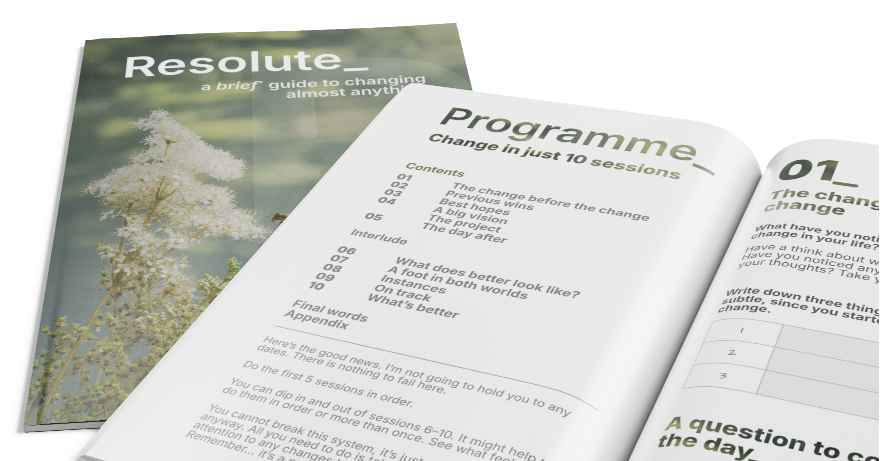 Resolute_
a brief* guide to changing
almost
Programme_
Change in just 10 sessions
Contents
01 The change before the change
02 Previous wins
03 Best hopes
04 A big vision
The project
05 The day after
Interlude
06 What does better look like?
07 A foot in both worlds
08 Instances
09 On track
10 What's better
Final words
Appendix
Here's the good news. I'm not going to hold you to any
dates. There is nothing to fail here.
Do the first 5 sessions in order.
You can dip in and out of sessions 6–10. It might help
do them in order or more than once. See what
You cannot break this system, it's just
anyway. All you need to do is
attention to any changes
Remember... it's a
01_
The
change
What have you
change in your life?
Have a think about
Have you noticed any
your thoughts? Take
Write down three
subtle, since you
change.
1
2
3
A question to
the day_